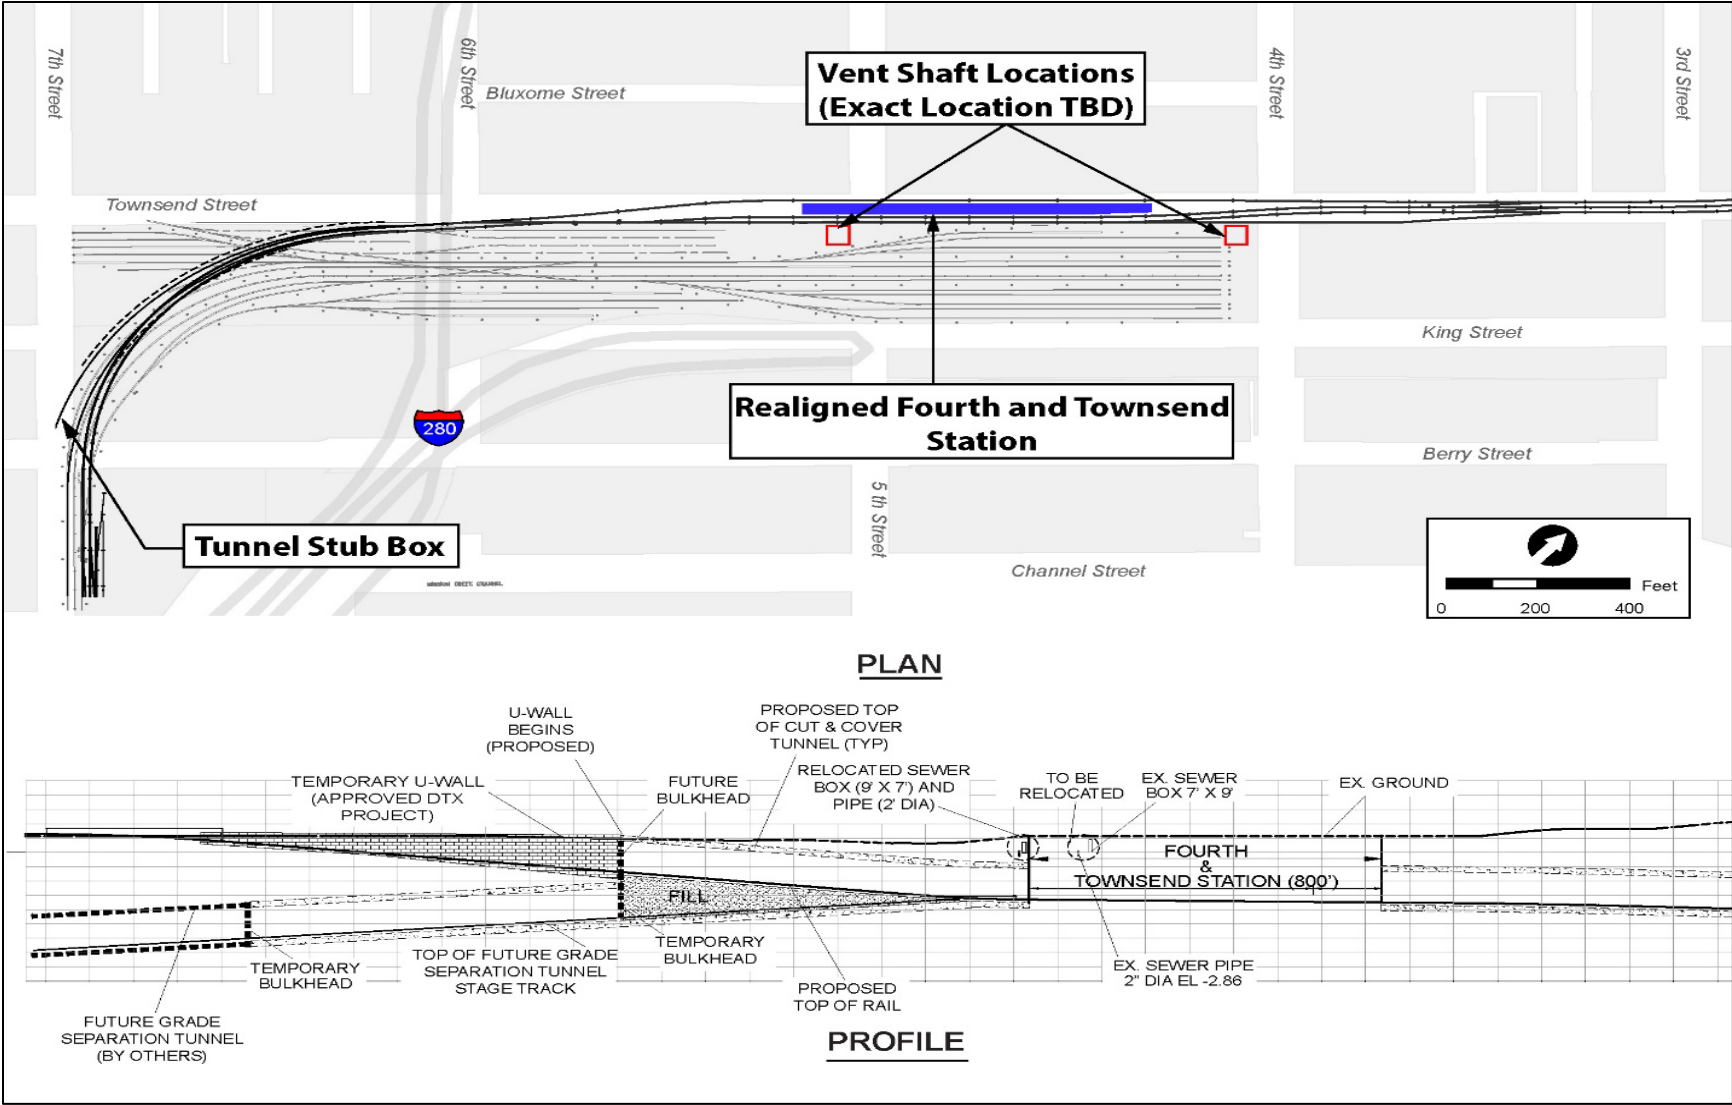 7th Street
6th Street
Bluxome Street
Vent Shaft Locations
(Exact Location TBD)
4th Street
3rd Street
Townsend Street
King Street
Realigned Fourth and Townsend
Station
280
Berry Street
5 th Street
Tunnel Stub Box
Channel Street
MISSION CREEK CHANNEL
Feet
0 200 400
PLAN
U-WALL
BEGINS
(PROPOSED)
PROPOSED TOP
OF CUT & COVER
TUNNEL (TYP)
TEMPORARY U-WALL
(APPROVED DTX
PROJECT)
FUTURE
BULKHEAD
RELOCATED SEWER
BOX (9' X 7') AND
PIPE (2' DIA)
TO BE
RELOCATED
EX. SEWER
BOX 7' X 9'
EX. GROUND
FOURTH
&
TOWNSEND STATION (800')
FILL
TEMPORARY
BULKHEAD
TOP OF FUTURE GRADE
SEPARATION TUNNEL
STAGE TRACK
TEMPORARY
BULKHEAD
PROPOSED
TOP OF RAIL
EX. SEWER PIPE
2" DIA EL -2.86
FUTURE GRADE
SEPARATION TUNNEL
(BY OTHERS)
PROFILE